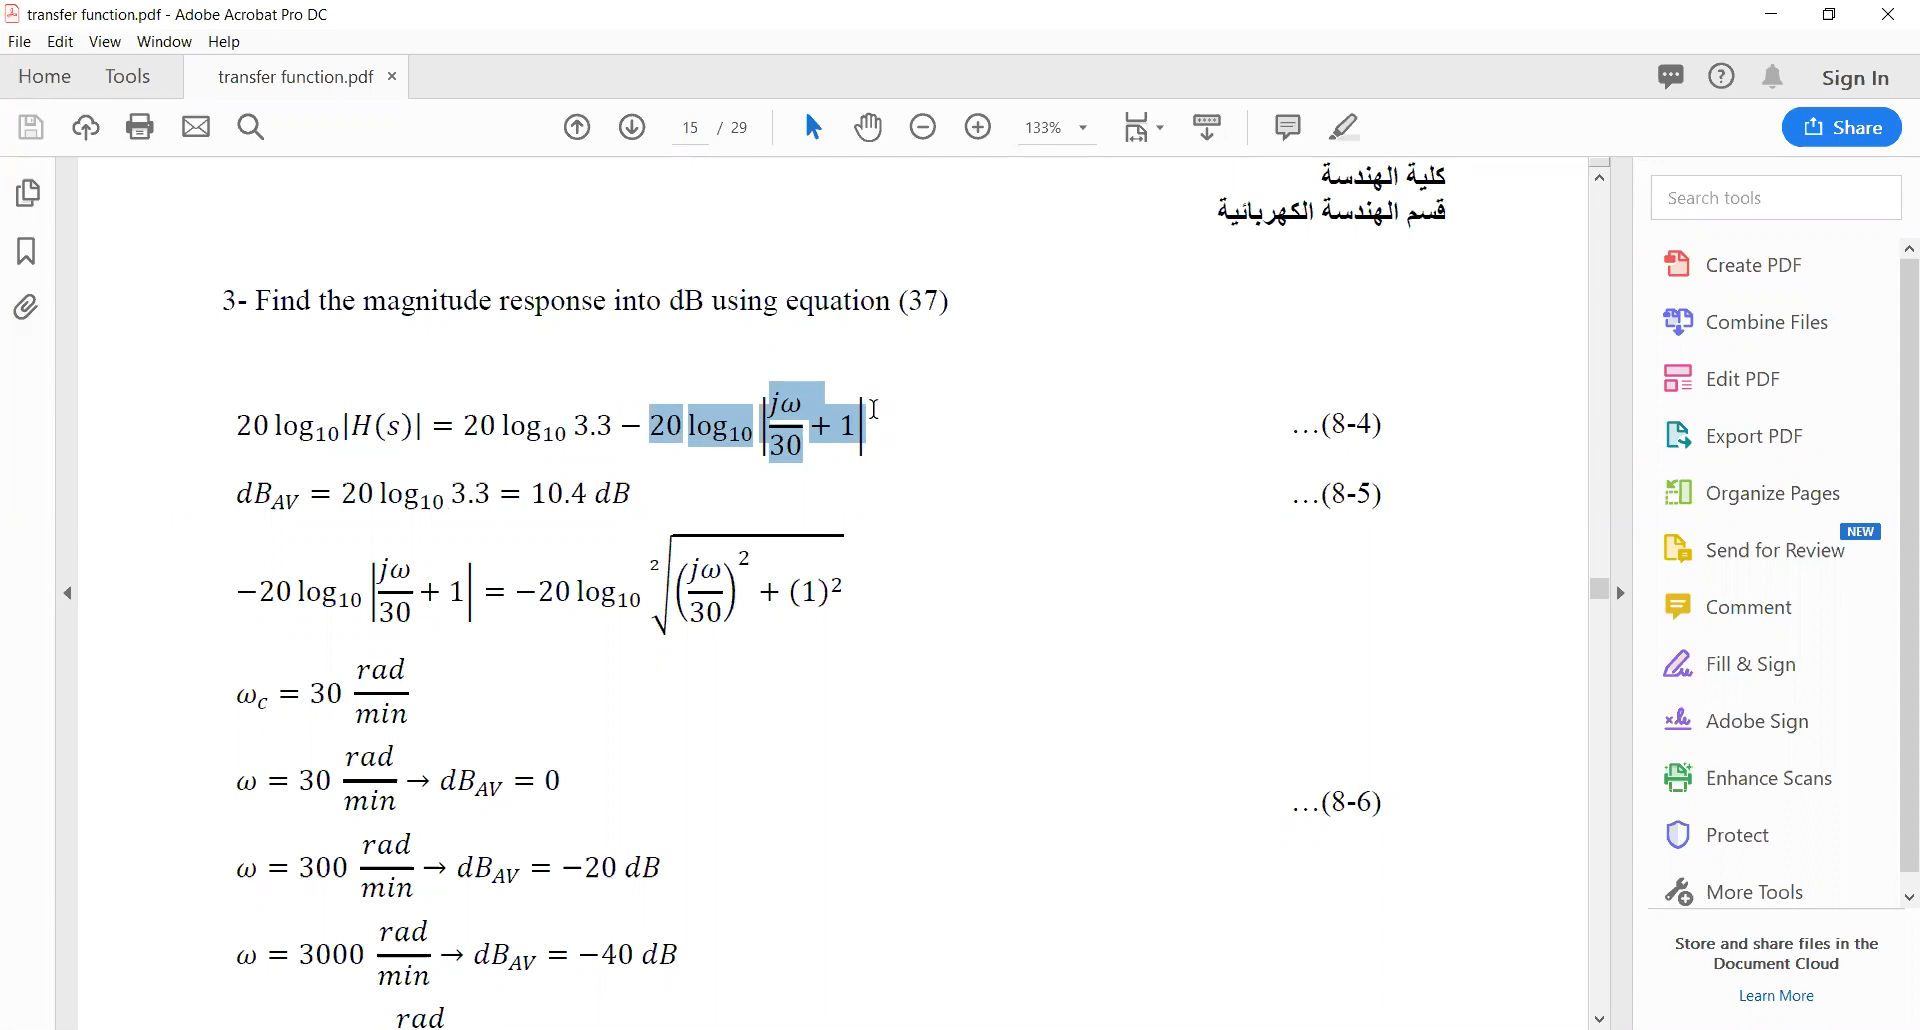 transfer function.pdf - Adobe Acrobat Pro DC
File Edit View Window Help
Home Tools transfer function.pdf × Sign In
15 / 29 133% Share
كلية الهندسة
قسم الهندسة الكهربائية
3- Find the magnitude response into dB using equation (37)
20 log₁₀|H(s)| = 20 log₁₀ 3.3 − 20 log₁₀ |jω/30 + 1| …(8-4)
dB_AV = 20 log₁₀ 3.3 = 10.4 dB …(8-5)
−20 log₁₀ |jω/30 + 1| = −20 log₁₀ ²√((jω/30)² + (1)²)
ω_c = 30 rad/min
ω = 30 rad/min → dB_AV = 0
…(8-6)
ω = 300 rad/min → dB_AV = −20 dB
ω = 3000 rad/min → dB_AV = −40 dB
rad
Search tools
Create PDF
Combine Files
Edit PDF
Export PDF
Organize Pages
NEW
Send for Review
Comment
Fill & Sign
Adobe Sign
Enhance Scans
Protect
More Tools
Store and share files in the
Document Cloud
Learn More